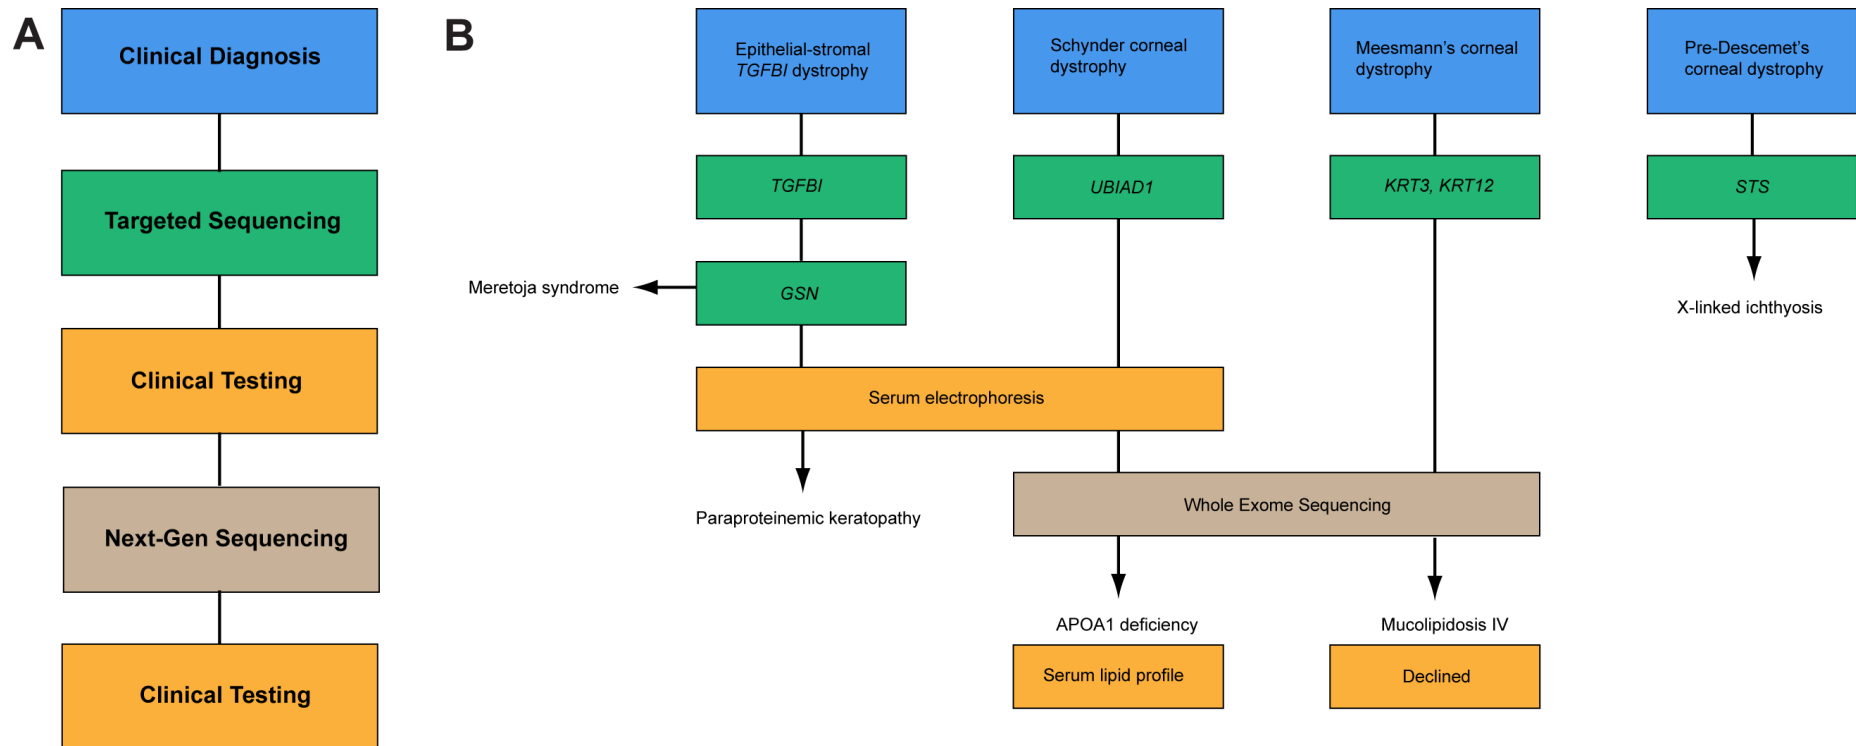 A
Clinical Diagnosis
Targeted Sequencing
Clinical Testing
Next-Gen Sequencing
Clinical Testing
B
Epithelial-stromal
TGFBI dystrophy
Schynder corneal
dystrophy
Meesmann's corneal
dystrophy
Pre-Descemet's
corneal dystrophy
TGFBI
UBIAD1
KRT3, KRT12
STS
Meretoja syndrome
GSN
X-linked ichthyosis
Serum electrophoresis
Paraproteinemic keratopathy
Whole Exome Sequencing
APOA1 deficiency
Mucolipidosis IV
Serum lipid profile
Declined